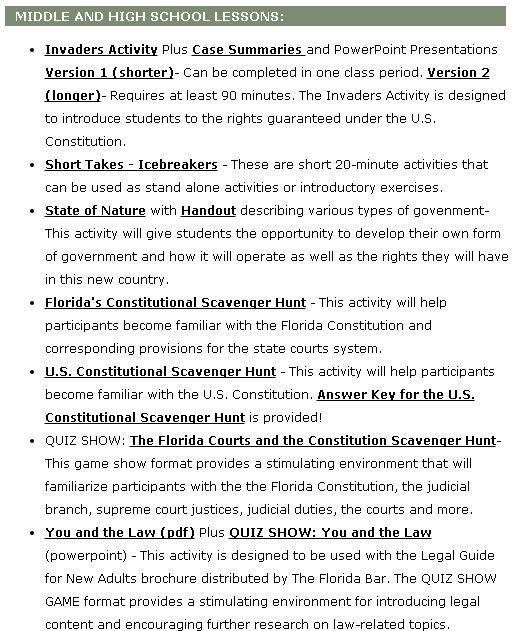 MIDDLE AND HIGH SCHOOL LESSONS:
• Invaders Activity Plus Case Summaries and PowerPoint Presentations
Version 1 (shorter)- Can be completed in one class period. Version 2
(longer)- Requires at least 90 minutes. The Invaders Activity is designed
to introduce students to the rights guaranteed under the U.S.
Constitution.
• Short Takes - Icebreakers - These are short 20-minute activities that
can be used as stand alone activities or introductory exercises.
• State of Nature with Handout describing various types of govenment-
This activity will give students the opportunity to develop their own form
of government and how it will operate as well as the rights they will have
in this new country.
• Florida's Constitutional Scavenger Hunt - This activity will help
participants become familiar with the Florida Constitution and
corresponding provisions for the state courts system.
• U.S. Constitutional Scavenger Hunt - This activity will help participants
become familiar with the U.S. Constitution. Answer Key for the U.S.
Constitutional Scavenger Hunt is provided!
• QUIZ SHOW: The Florida Courts and the Constitution Scavenger Hunt-
This game show format provides a stimulating environment that will
familiarize participants with the the Florida Constitution, the judicial
branch, supreme court justices, judicial duties, the courts and more.
• You and the Law (pdf) Plus QUIZ SHOW: You and the Law
(powerpoint) - This activity is designed to be used with the Legal Guide
for New Adults brochure distributed by The Florida Bar. The QUIZ SHOW
GAME format provides a stimulating environment for introducing legal
content and encouraging further research on law-related topics.